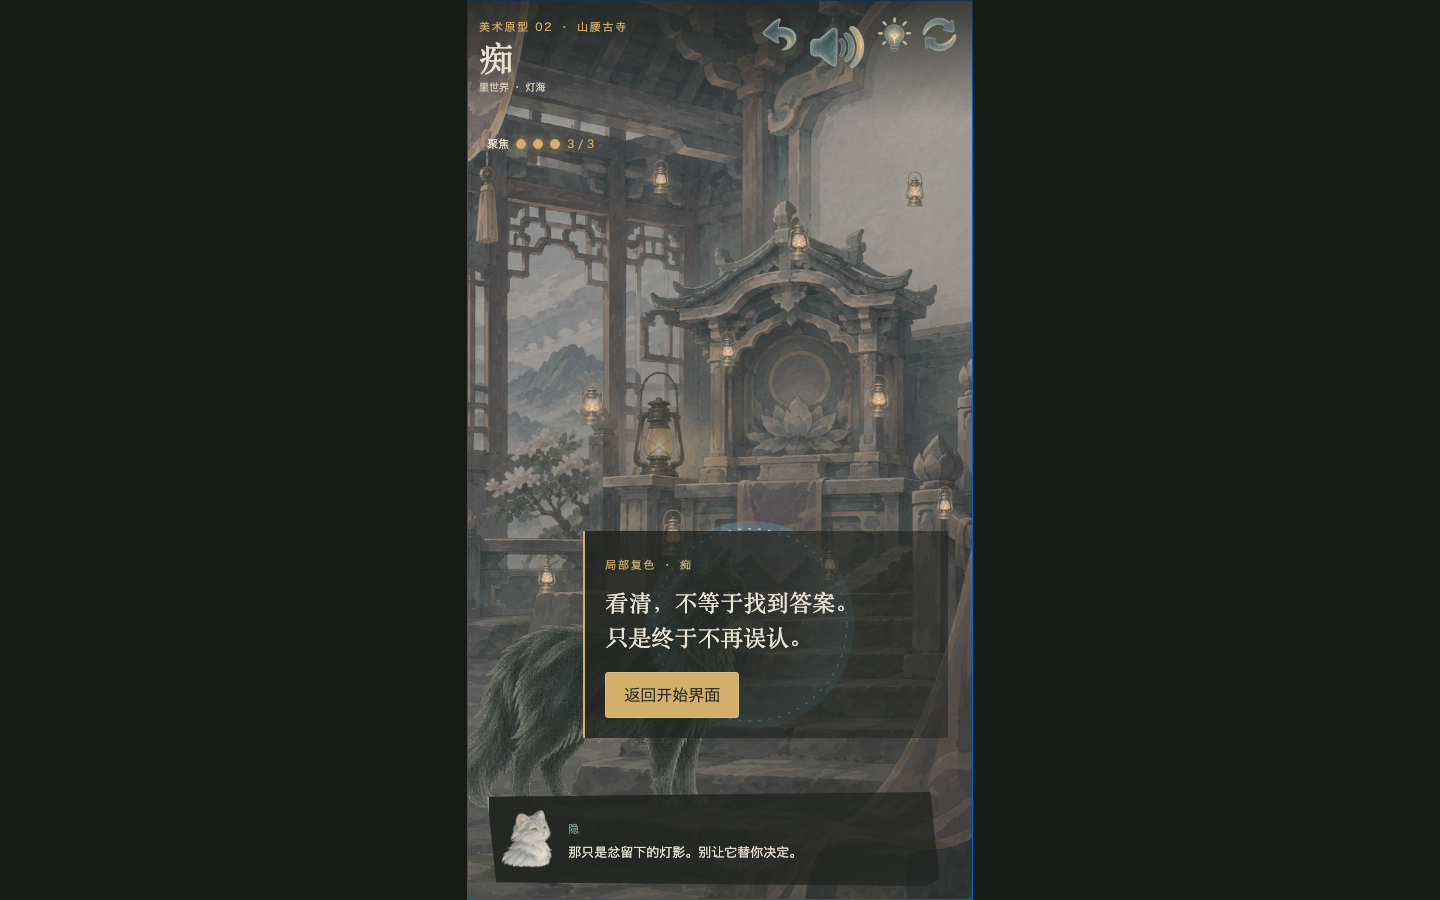 美术原型 02 · 山腰古寺
痴
里世界 · 灯海
聚焦 3 / 3
局部复色 · 痴
看清，不等于找到答案。
只是终于不再误认。
返回开始界面
隐
那只是忿留下的灯影。别让它替你决定。